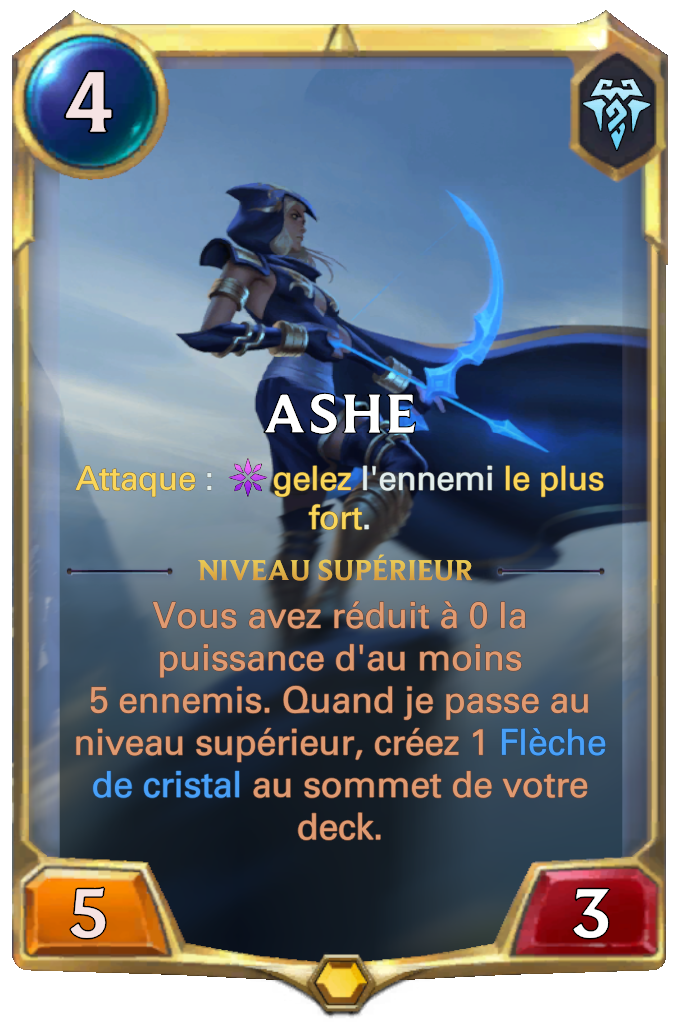 4
ASHE
Attaque : gelez l'ennemi le plus
fort.
NIVEAU SUPÉRIEUR
Vous avez réduit à 0 la
puissance d'au moins
5 ennemis. Quand je passe au
niveau supérieur, créez 1 Flèche
de cristal au sommet de votre
deck.
5
3